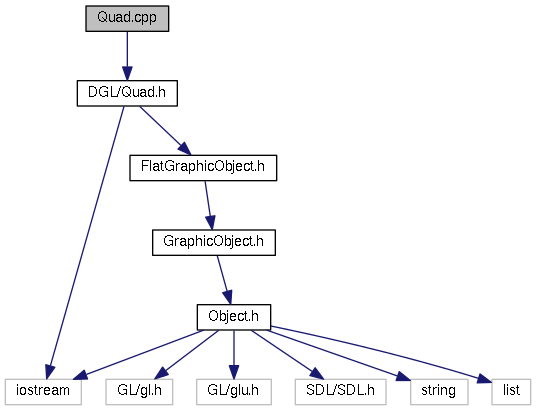 Quad.cpp
DGL/Quad.h
FlatGraphicObject.h
GraphicObject.h
Object.h
iostream
GL/gl.h
GL/glu.h
SDL/SDL.h
string
list